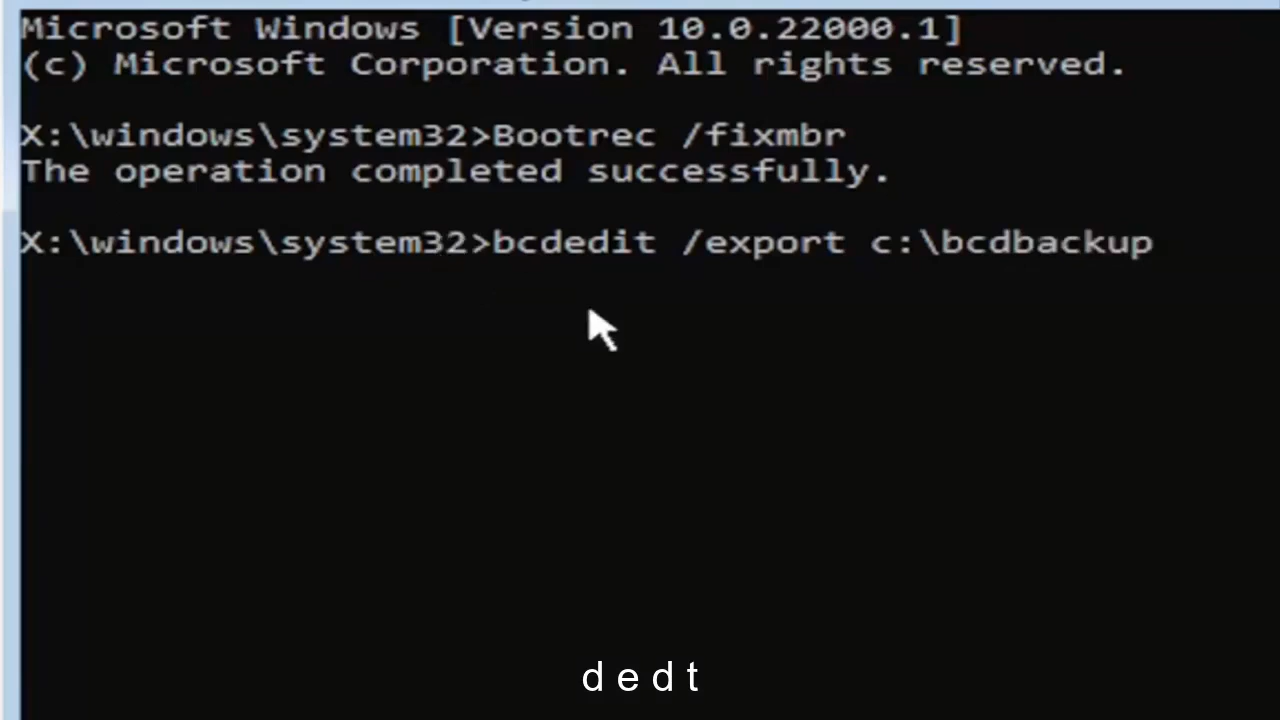 Microsoft Windows [Version 10.0.22000.1]
(c) Microsoft Corporation. All rights reserved.
X:\windows\system32>Bootrec /fixmbr
The operation completed successfully.
X:\windows\system32>bcdedit /export c:\bcdbackup
d e d t